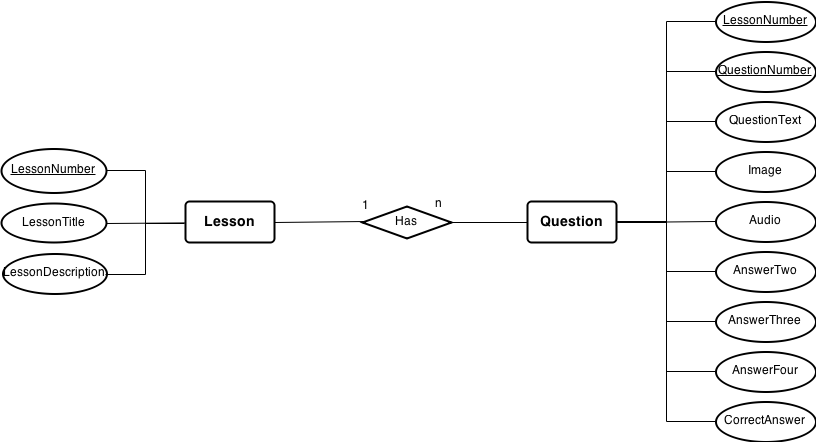 LessonNumber
LessonTitle
LessonDescription
Lesson
1
Has
n
Question
LessonNumber
QuestionNumber
QuestionText
Image
Audio
AnswerTwo
AnswerThree
AnswerFour
CorrectAnswer